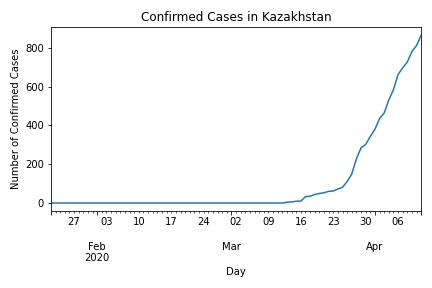 Confirmed Cases in Kazakhstan
Number of Confirmed Cases
800
600
400
200
0
27 03 10 17 24 02 09 16 23 30 06
Feb Mar Apr
2020
Day